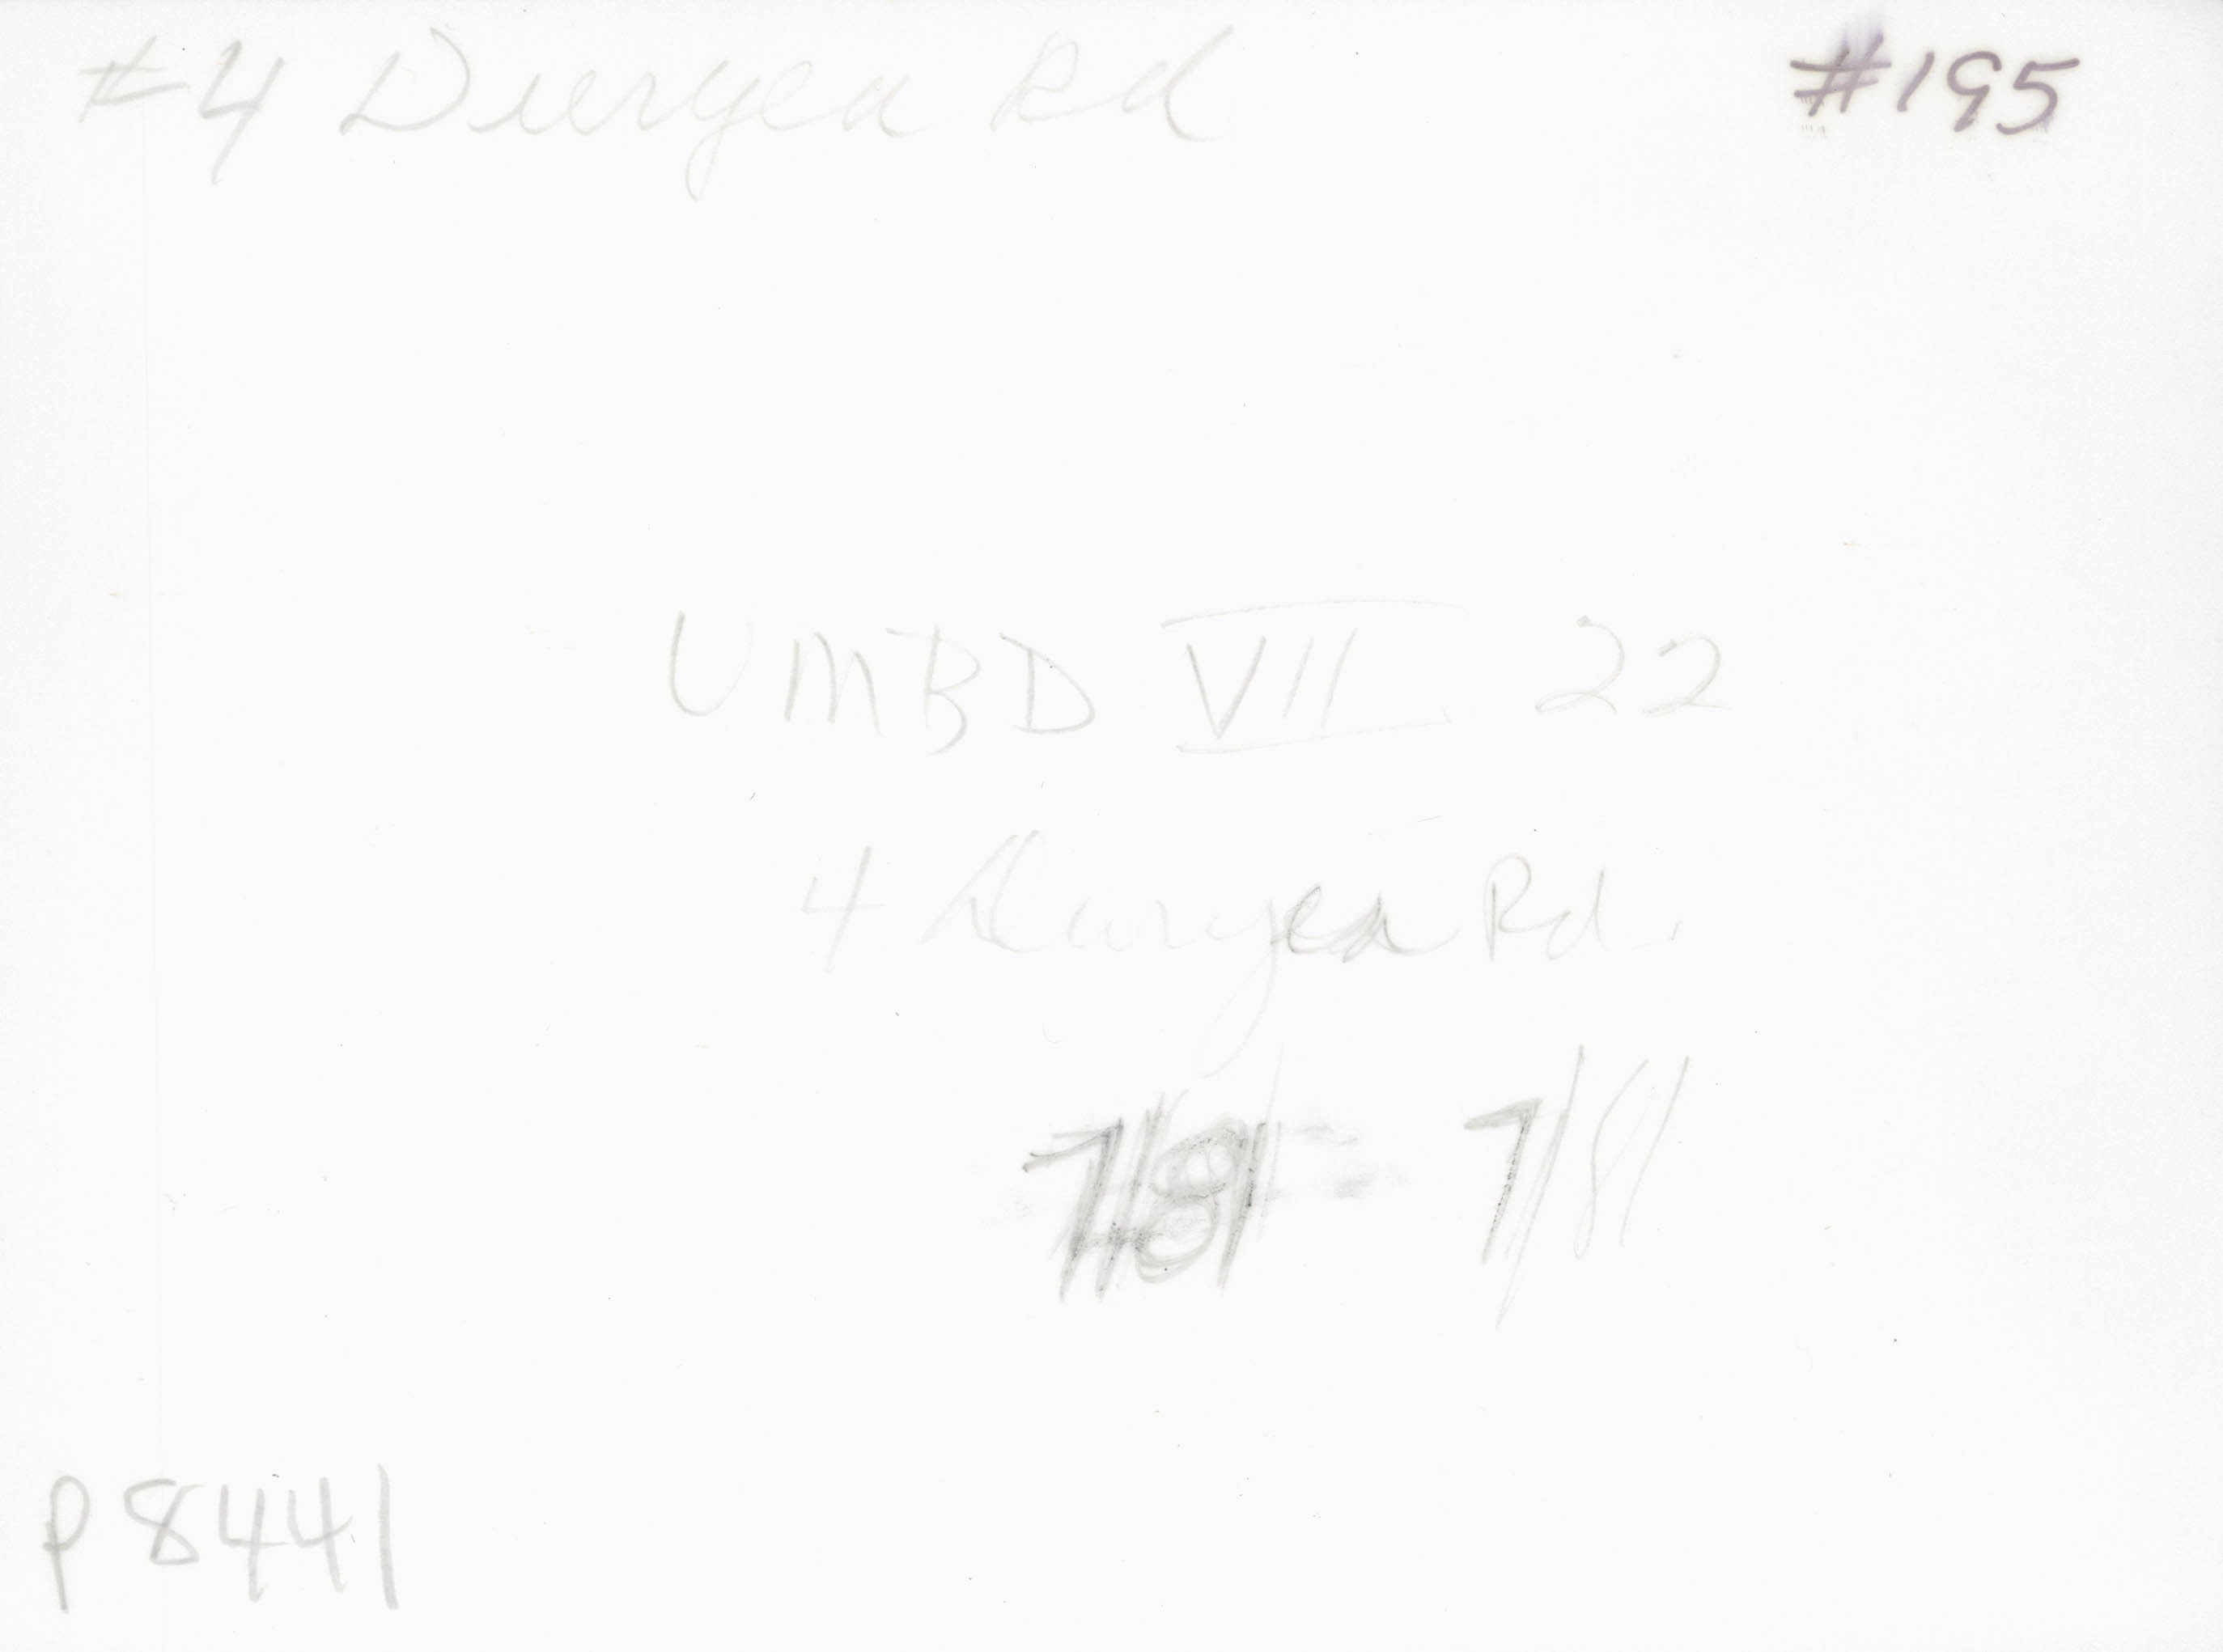 #4 Duryea Rd
#195
UMBD VII 22
4 Duryea Rd.
7/81 7/81
P8441